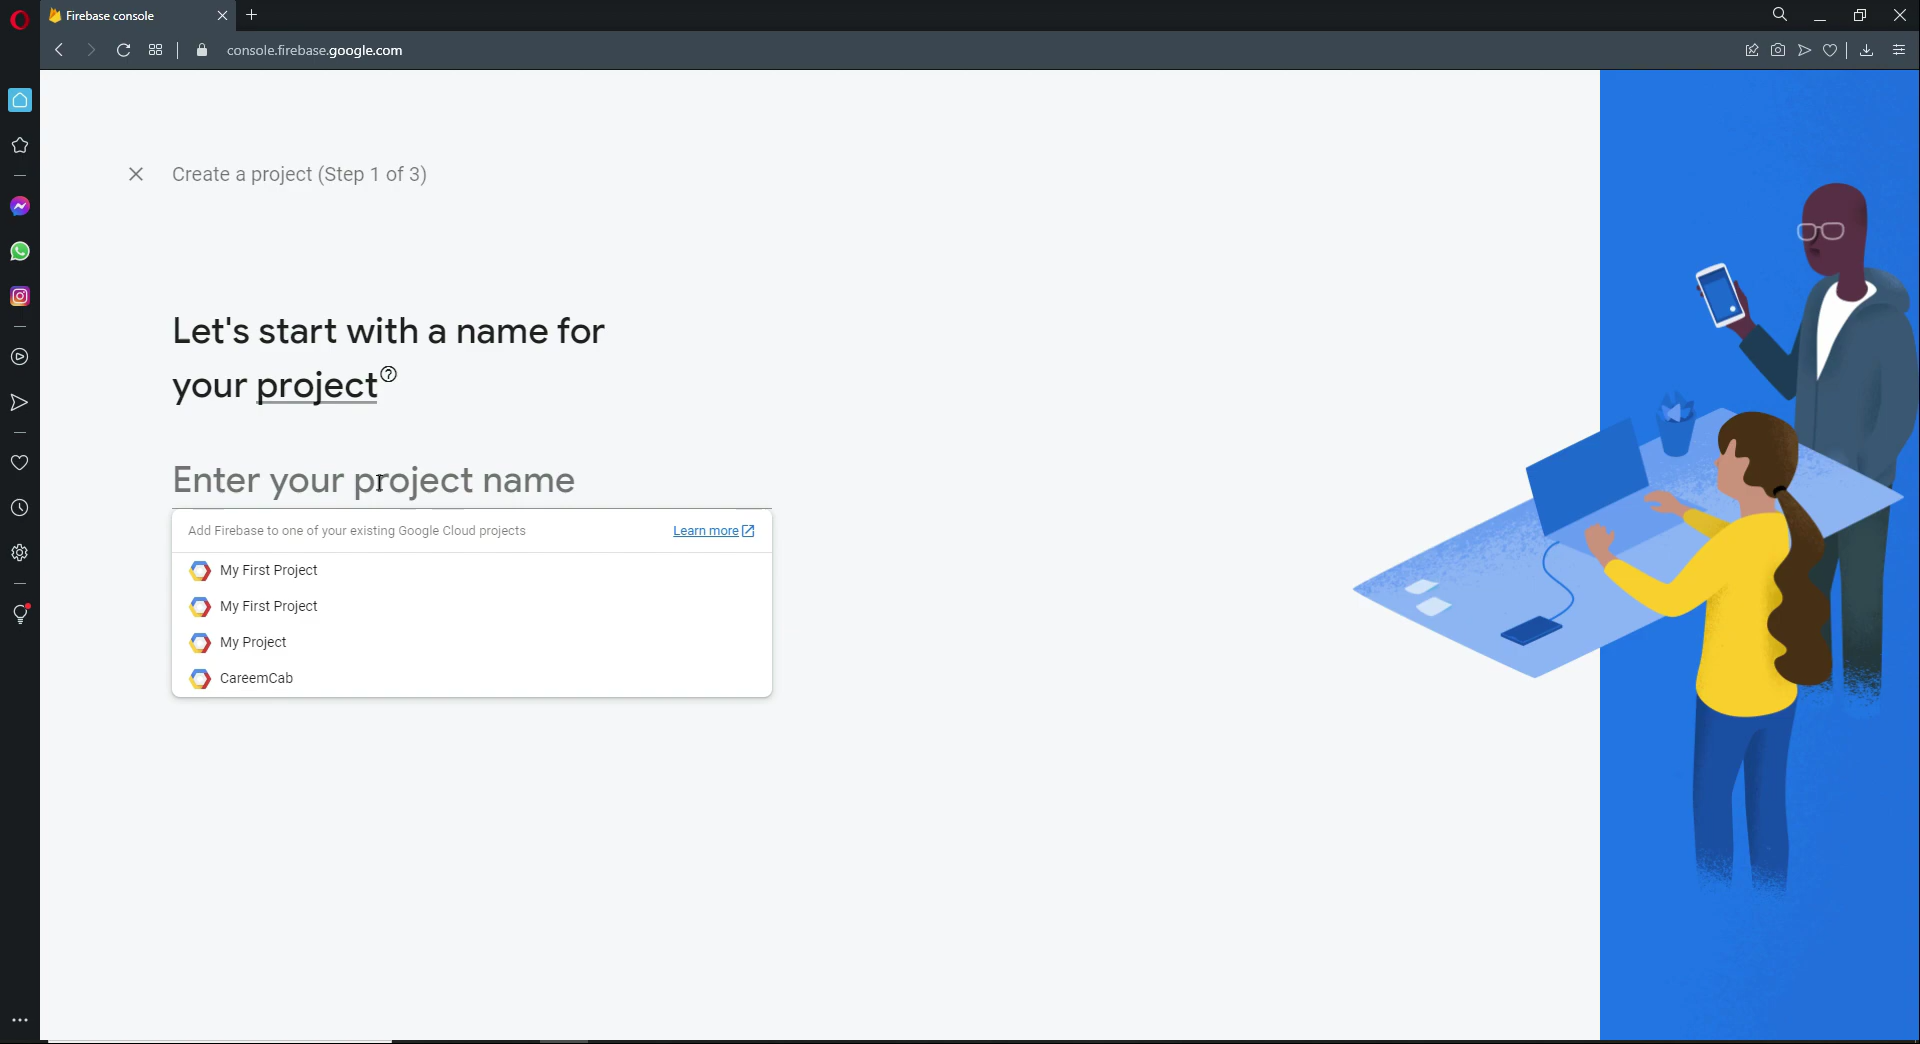 Firebase console
console.firebase.google.com
Create a project (Step 1 of 3)
Let's start with a name for
your project
Enter your project name
Add Firebase to one of your existing Google Cloud projects Learn more
My First Project
My First Project
My Project
CareemCab